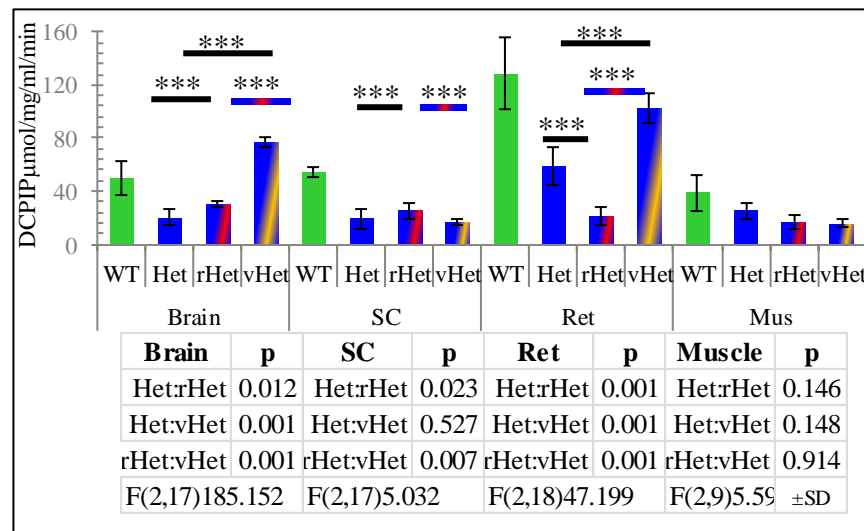 DCPIPµmol/mg/ml/min
160
120
80
40
0
*** *** *** *** *** *** *** ***
WT Het rHet vHet WT Het rHet vHet WT Het rHet vHet WT Het rHet vHet
Brain SC Ret Mus
Brain p SC p Ret p Muscle p
Het:rHet 0.012 Het:rHet 0.023 Het:rHet 0.001 Het:rHet 0.146
Het:vHet 0.001 Het:vHet 0.527 Het:vHet 0.001 Het:vHet 0.148
rHet:vHet 0.001 rHet:vHet 0.007 rHet:vHet 0.001 rHet:vHet 0.914
F(2,17)185.152 F(2,17)5.032 F(2,18)47.199 F(2,9)5.59 ±SD